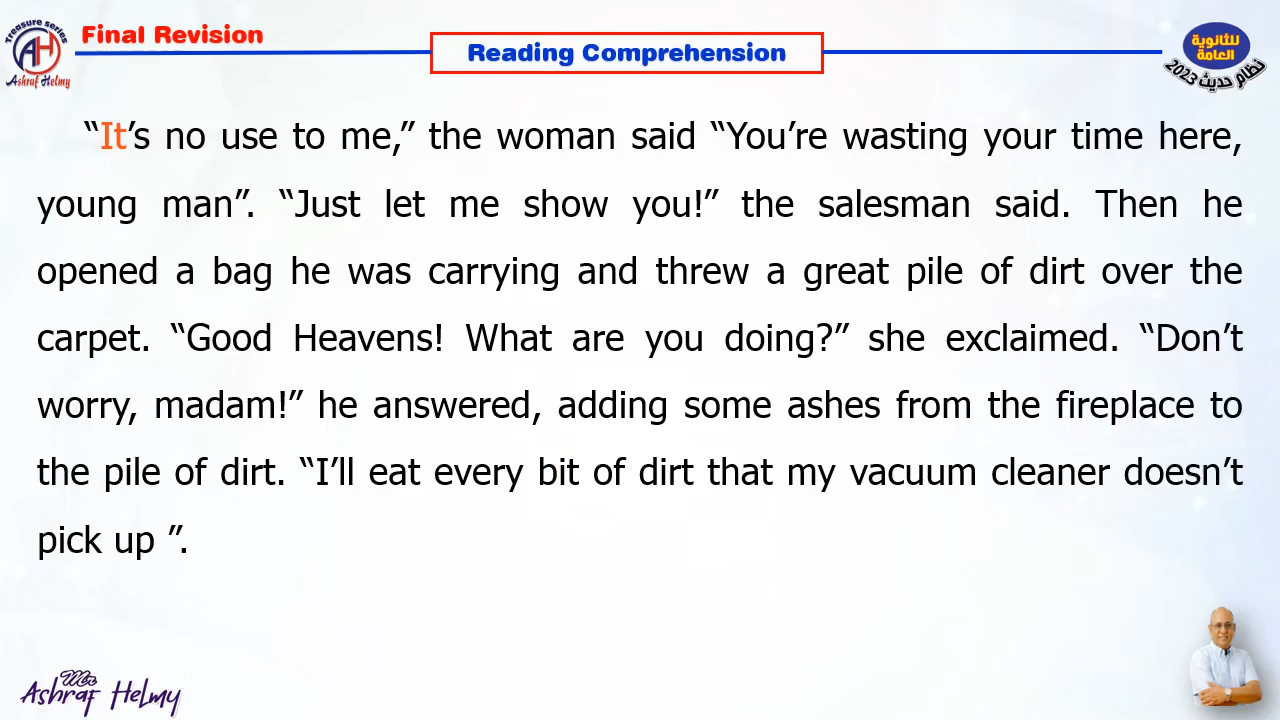 Treasure series
AH
Ashraf Helmy
Final Revision
Reading Comprehension
للثانوية
العامة
نظام حديث 2023
“It’s no use to me,” the woman said “You’re wasting your time here,
young man”. “Just let me show you!” the salesman said. Then he
opened a bag he was carrying and threw a great pile of dirt over the
carpet. “Good Heavens! What are you doing?” she exclaimed. “Don’t
worry, madam!” he answered, adding some ashes from the fireplace to
the pile of dirt. “I’ll eat every bit of dirt that my vacuum cleaner doesn’t
pick up ”.
Mr
Ashraf Helmy